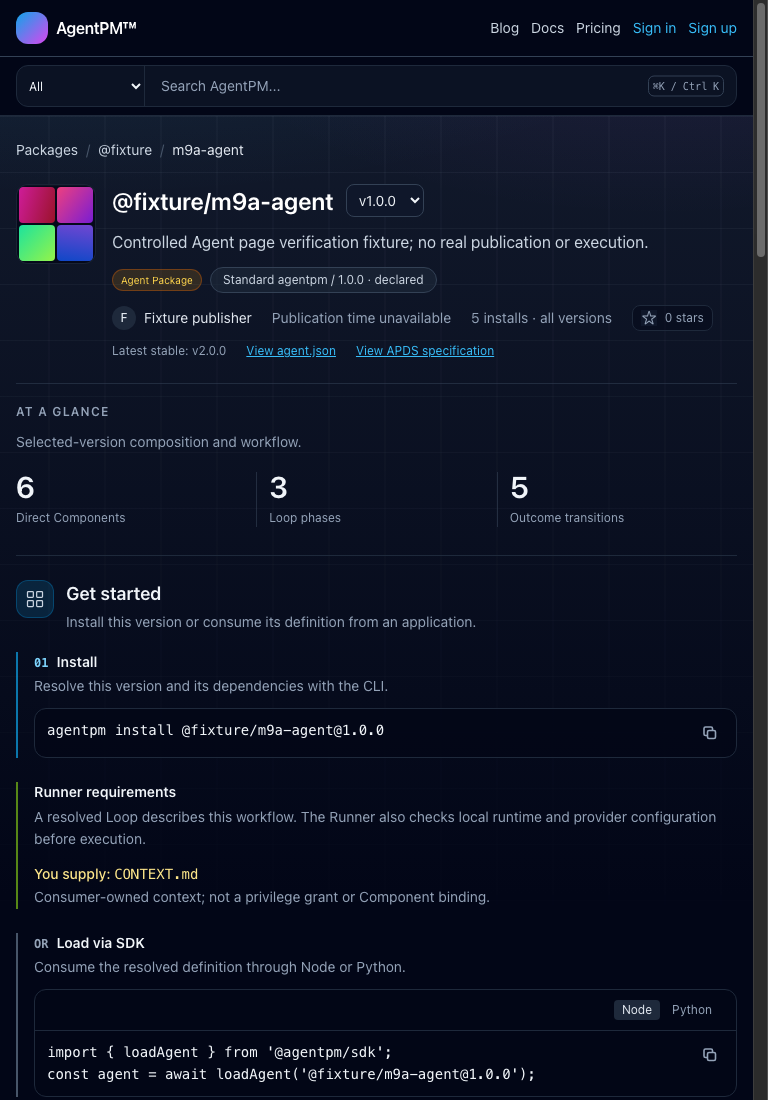 AgentPM™
Blog Docs Pricing Sign in Sign up
All Search AgentPM... ⌘K / Ctrl K
Packages / @fixture / m9a-agent
@fixture/m9a-agent v1.0.0
Controlled Agent page verification fixture; no real publication or execution.
Agent Package Standard agentpm / 1.0.0 · declared
F Fixture publisher Publication time unavailable 5 installs · all versions 0 stars
Latest stable: v2.0.0 View agent.json View APDS specification
AT A GLANCE
Selected-version composition and workflow.
6 3 5
Direct Components Loop phases Outcome transitions
Get started
Install this version or consume its definition from an application.
01 Install
Resolve this version and its dependencies with the CLI.
agentpm install @fixture/m9a-agent@1.0.0
Runner requirements
A resolved Loop describes this workflow. The Runner also checks local runtime and provider configuration
before execution.
You supply: CONTEXT.md
Consumer-owned context; not a privilege grant or Component binding.
OR Load via SDK
Consume the resolved definition through Node or Python.
Node Python
import { loadAgent } from '@agentpm/sdk';
const agent = await loadAgent('@fixture/m9a-agent@1.0.0');